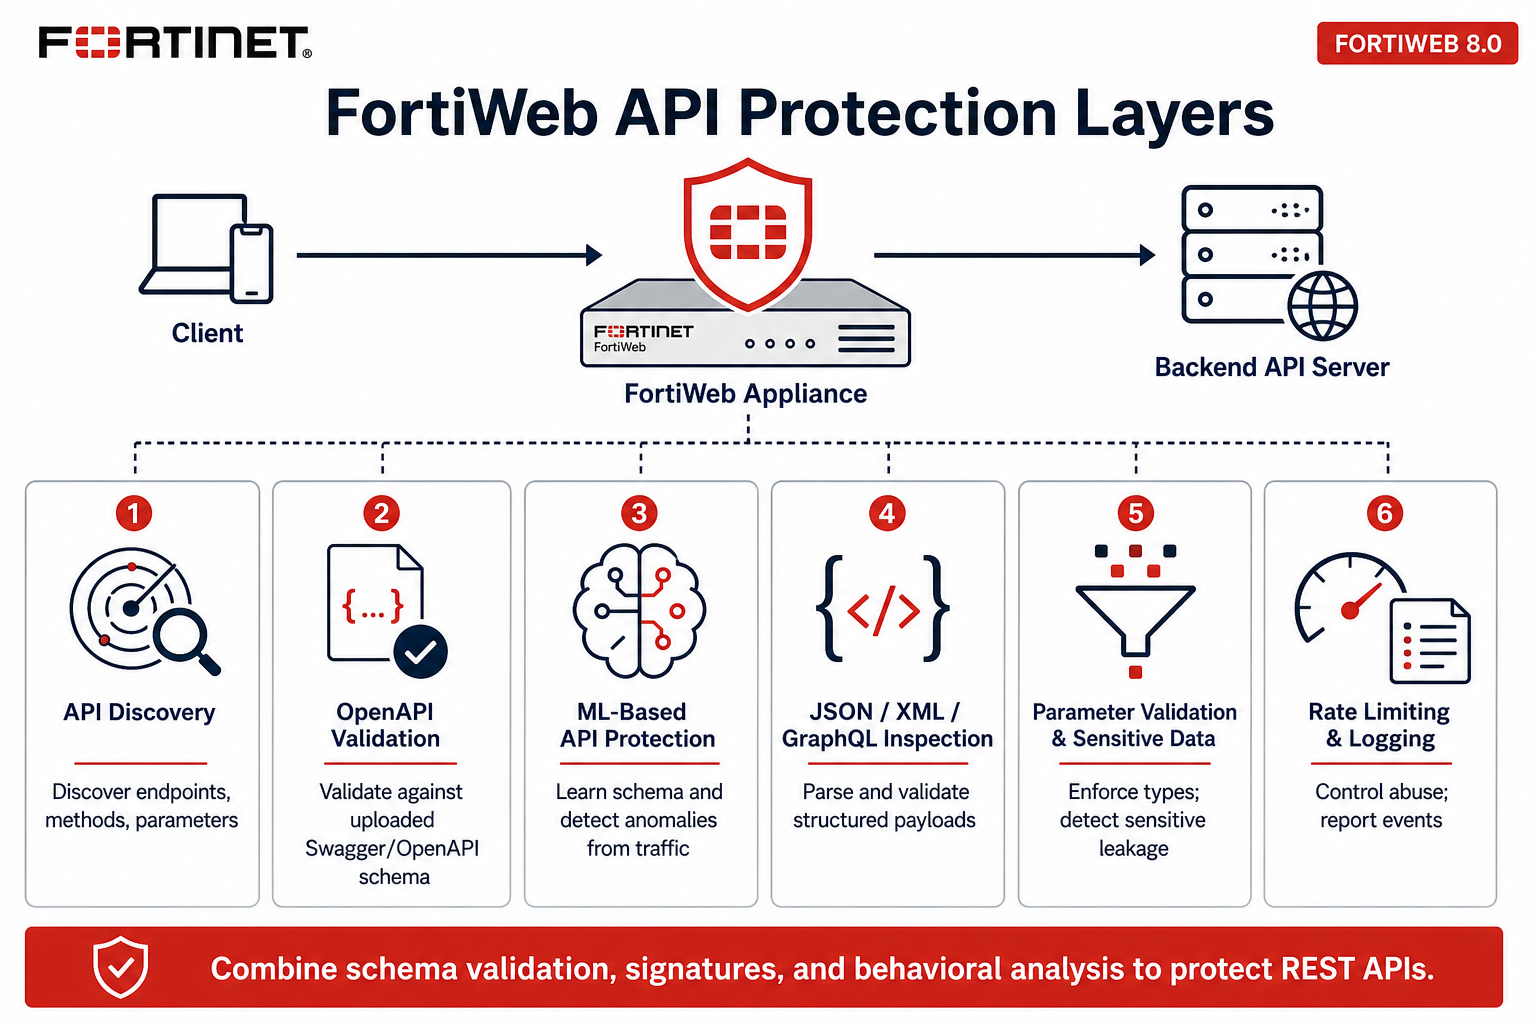 FORTINET®
FORTIWEB 8.0
FortiWeb API Protection Layers
Client
FORTINET
FortiWeb
FortiWeb Appliance
Backend API Server
1
API Discovery
Discover endpoints,
methods, parameters
2
{...}
OpenAPI
Validation
Validate against
uploaded
Swagger/OpenAPI
schema
3
ML-Based
API Protection
Learn schema and
detect anomalies
from traffic
4
{</>}
JSON / XML /
GraphQL Inspection
Parse and validate
structured payloads
5
Parameter Validation
& Sensitive Data
Enforce types;
detect sensitive
leakage
6
Rate Limiting
& Logging
Control abuse;
report events
Combine schema validation, signatures, and behavioral analysis to protect REST APIs.